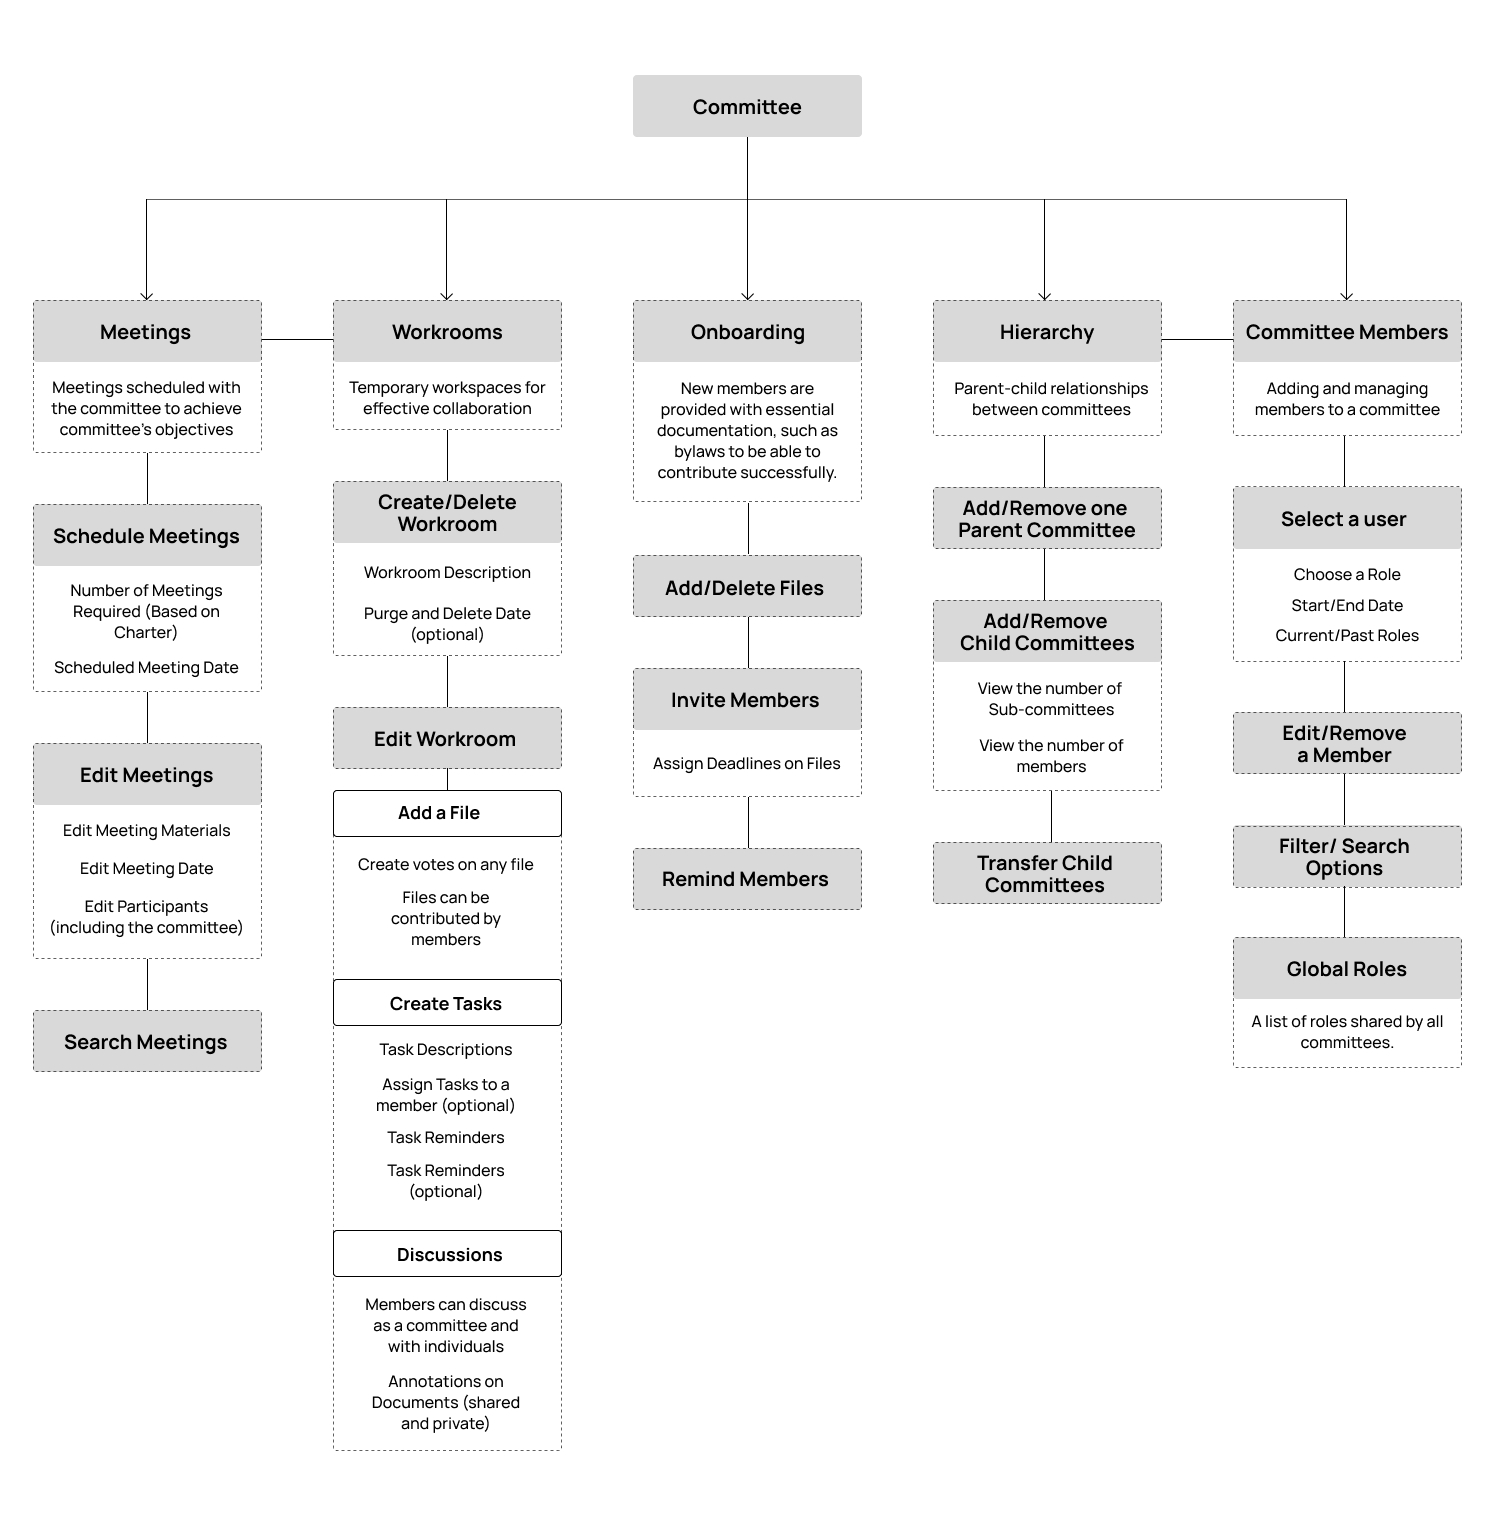 Committee
Meetings
Meetings scheduled with
the committee to achieve
committee's objectives
Schedule Meetings
Number of Meetings
Required (Based on
Charter)
Scheduled Meeting Date
Edit Meetings
Edit Meeting Materials
Edit Meeting Date
Edit Participants
(including the committee)
Search Meetings
Workrooms
Temporary workspaces for
effective collaboration
Create/Delete
Workroom
Workroom Description
Purge and Delete Date
(optional)
Edit Workroom
Add a File
Create votes on any file
Files can be
contributed by
members
Create Tasks
Task Descriptions
Assign Tasks to a
member (optional)
Task Reminders
Task Reminders
(optional)
Discussions
Members can discuss
as a committee and
with individuals
Annotations on
Documents (shared
and private)
Onboarding
New members are
provided with essential
documentation, such as
bylaws to be able to
contribute successfully.
Add/Delete Files
Invite Members
Assign Deadlines on Files
Remind Members
Hierarchy
Parent-child relationships
between committees
Add/Remove one
Parent Committee
Add/Remove
Child Committees
View the number of
Sub-committees
View the number of
members
Transfer Child
Committees
Committee Members
Adding and managing
members to a committee
Select a user
Choose a Role
Start/End Date
Current/Past Roles
Edit/Remove
a Member
Filter/ Search
Options
Global Roles
A list of roles shared by all
committees.